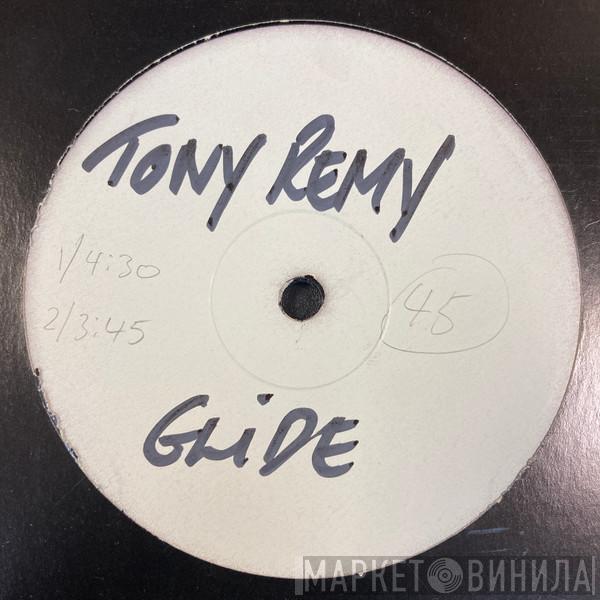 TONY REMY
1/4:30
2/3:45
45
GLiDE
МАРКЕТ ВИНИЛА